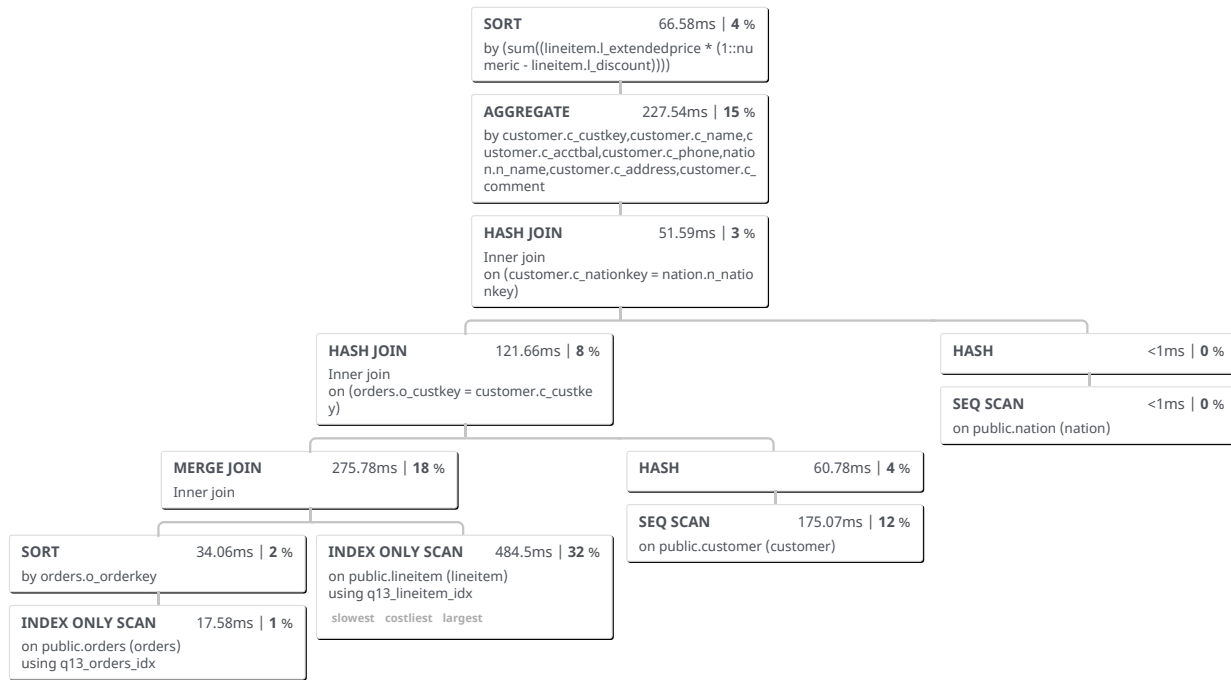 SORT 66.58ms | 4 %
by (sum((lineitem.l_extendedprice * (1::nu
meric - lineitem.l_discount))))
AGGREGATE 227.54ms | 15 %
by customer.c_custkey,customer.c_name,c
ustomer.c_acctbal,customer.c_phone,natio
n.n_name,customer.c_address,customer.c_
comment
HASH JOIN 51.59ms | 3 %
Inner join
on (customer.c_nationkey = nation.n_natio
nkey)
HASH JOIN 121.66ms | 8 %
Inner join
on (orders.o_custkey = customer.c_custke
y)
HASH <1ms | 0 %
SEQ SCAN <1ms | 0 %
on public.nation (nation)
MERGE JOIN 275.78ms | 18 %
Inner join
HASH 60.78ms | 4 %
SEQ SCAN 175.07ms | 12 %
on public.customer (customer)
SORT 34.06ms | 2 %
by orders.o_orderkey
INDEX ONLY SCAN 484.5ms | 32 %
on public.lineitem (lineitem)
using q13_lineitem_idx
slowest costliest largest
INDEX ONLY SCAN 17.58ms | 1 %
on public.orders (orders)
using q13_orders_idx